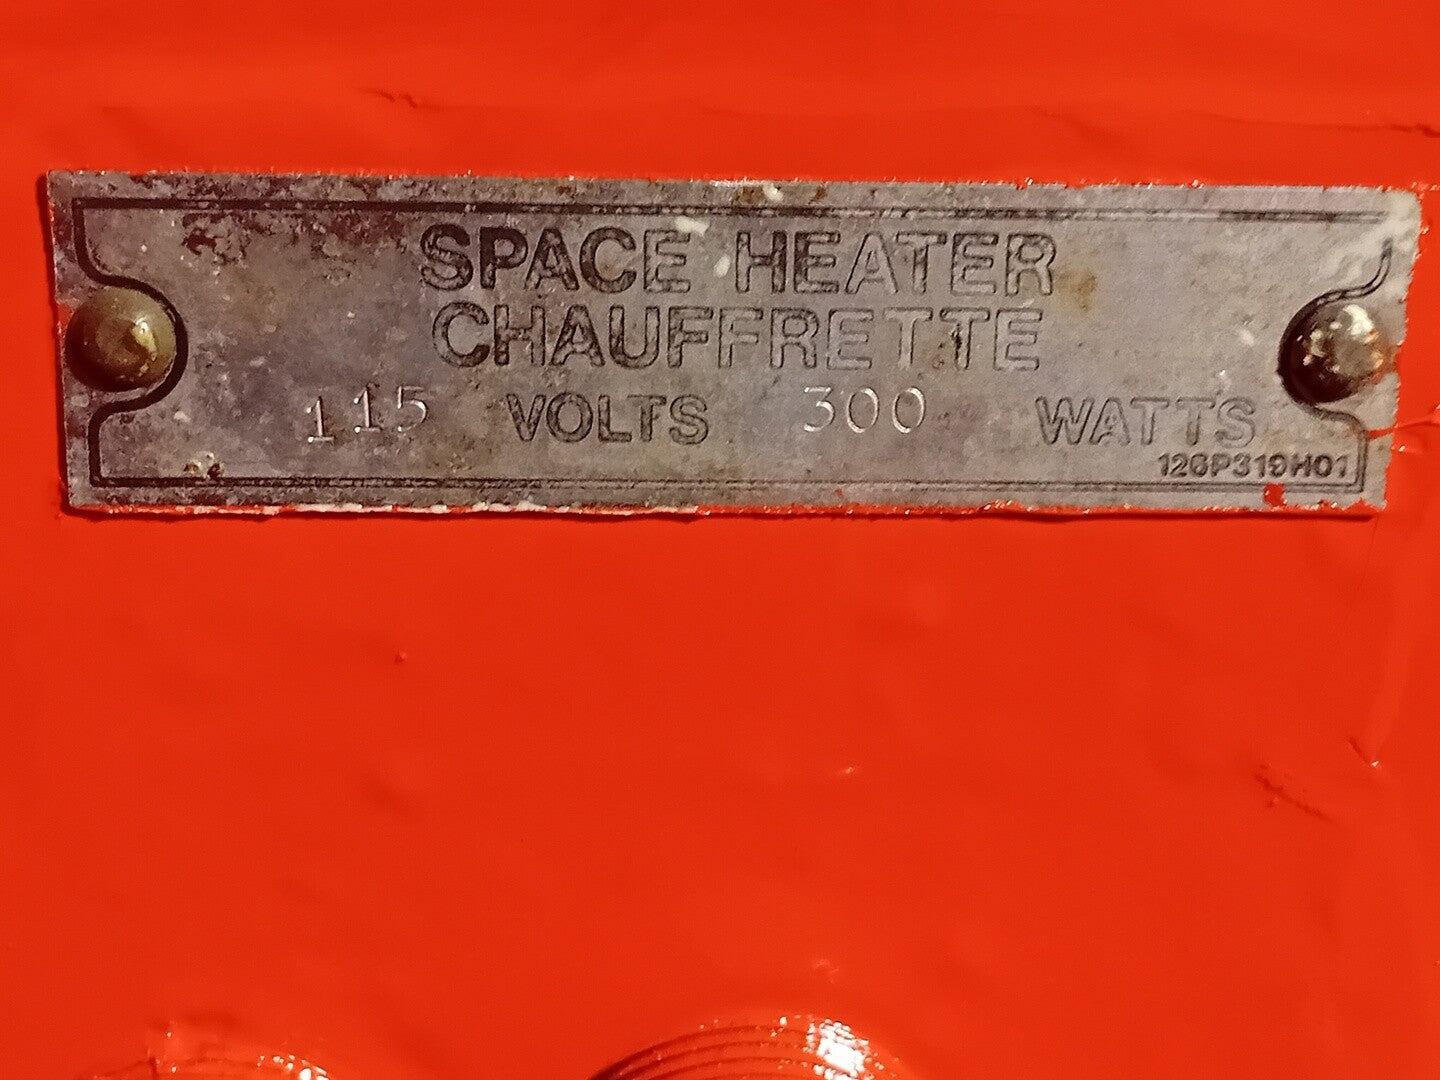 SPACE HEATER
CHAUFFRETTE
115 VOLTS 300 WATTS
126P319H01